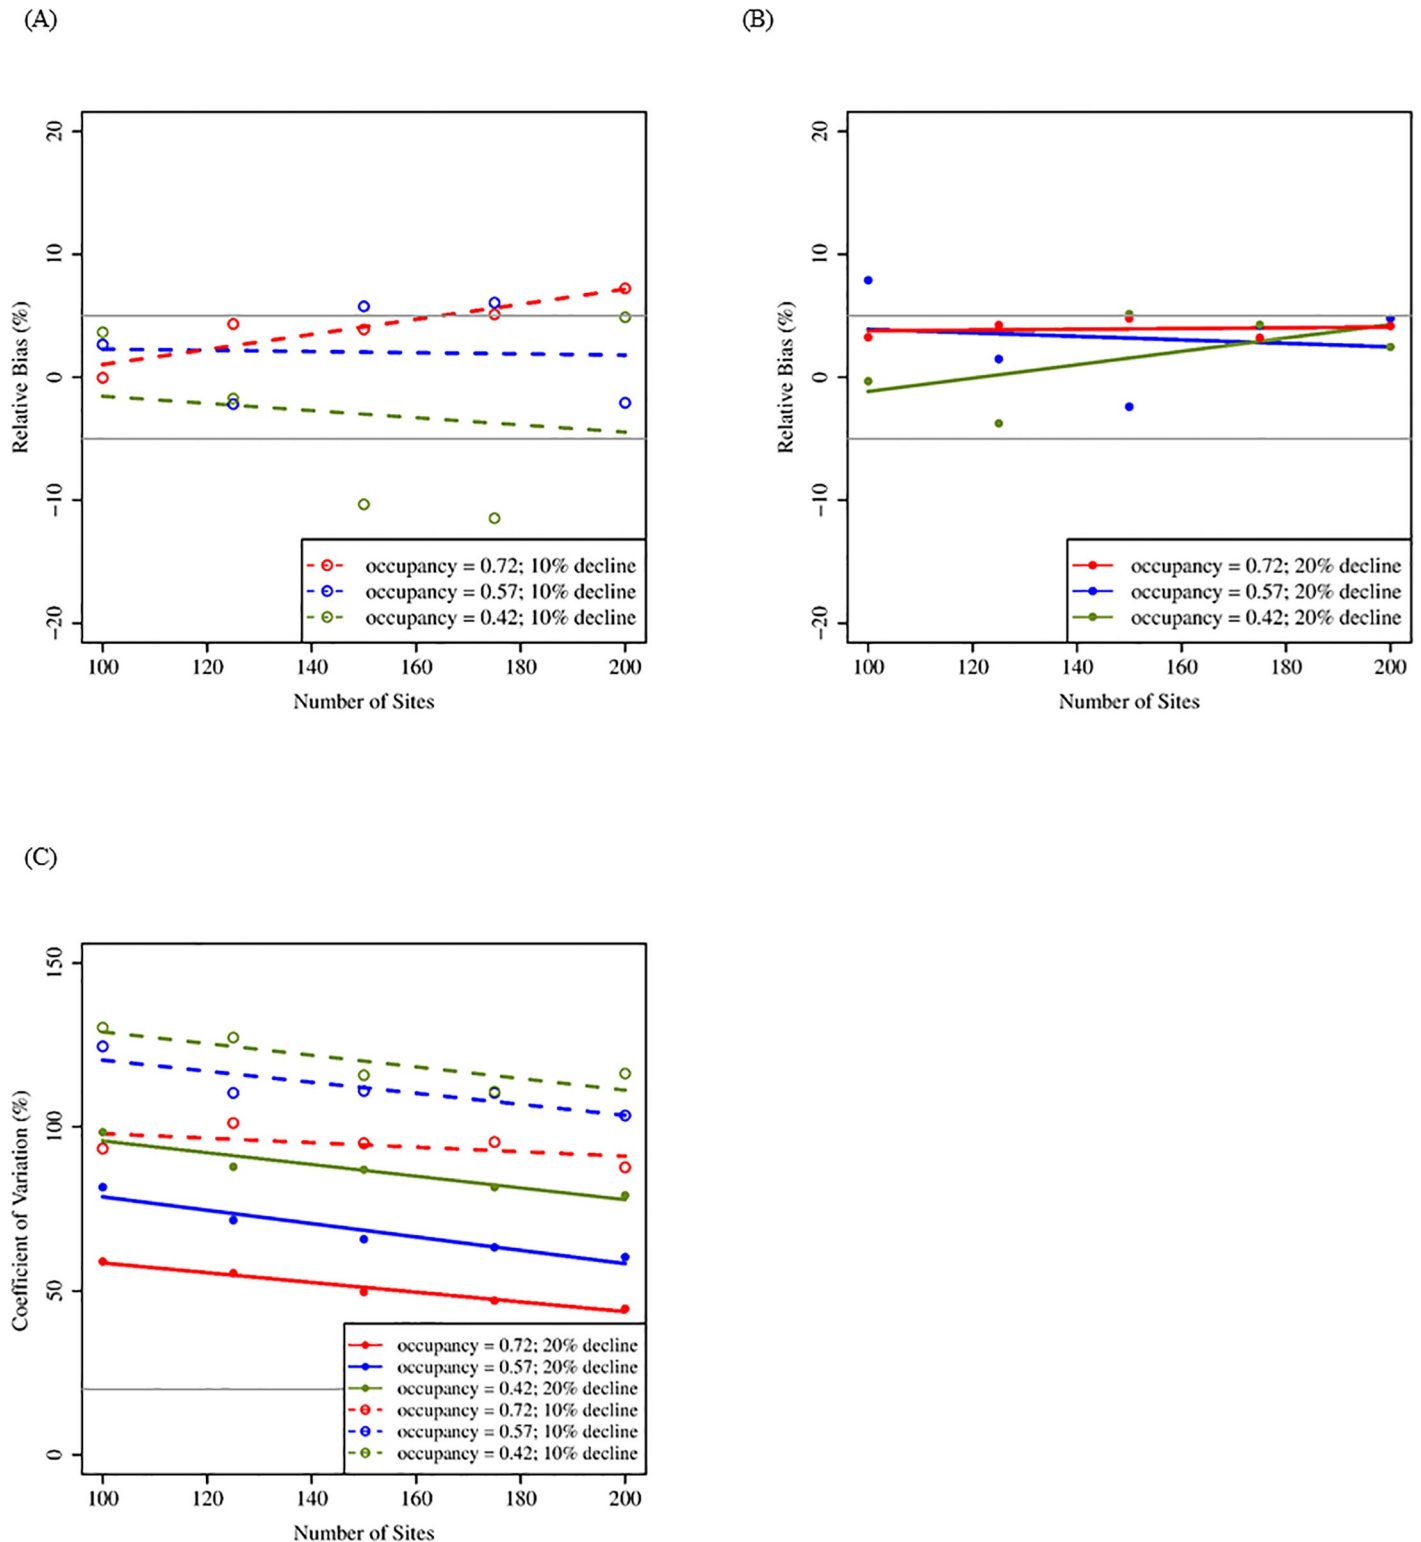 (A)
(B)
20
10
0
−10
−20
Relative Bias (%)
occupancy = 0.72; 10% decline
occupancy = 0.57; 10% decline
occupancy = 0.42; 10% decline
100 120 140 160 180 200
Number of Sites
20
10
0
−10
−20
Relative Bias (%)
occupancy = 0.72; 20% decline
occupancy = 0.57; 20% decline
occupancy = 0.42; 20% decline
100 120 140 160 180 200
Number of Sites
(C)
150
100
50
0
Coefficient of Variation (%)
occupancy = 0.72; 20% decline
occupancy = 0.57; 20% decline
occupancy = 0.42; 20% decline
occupancy = 0.72; 10% decline
occupancy = 0.57; 10% decline
occupancy = 0.42; 10% decline
100 120 140 160 180 200
Number of Sites